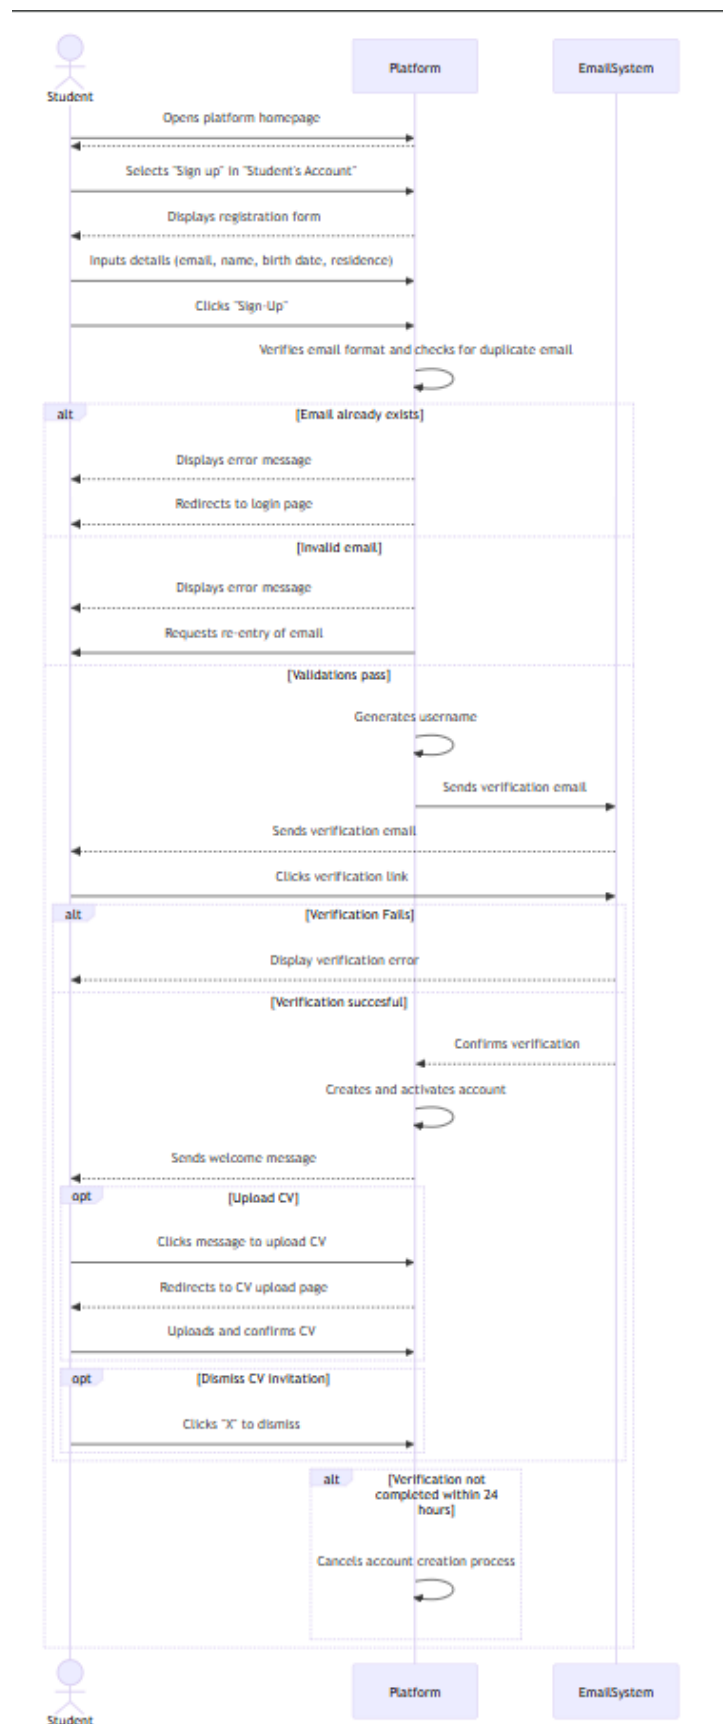 Student
Platform
EmailSystem
Opens platform homepage
Selects "Sign up" in "Student's Account"
Displays registration form
Inputs details (email, name, birth date, residence)
Clicks "Sign-Up"
Verifies email format and checks for duplicate email
alt
[Email already exists]
Displays error message
Redirects to login page
[Invalid email]
Displays error message
Requests re-entry of email
[Validations pass]
Generates username
Sends verification email
Sends verification email
Clicks verification link
alt
[Verification Fails]
Display verification error
[Verification succesful]
Confirms verification
Creates and activates account
Sends welcome message
opt
[Upload CV]
Clicks message to upload CV
Redirects to CV upload page
Uploads and confirms CV
opt
[Dismiss CV invitation]
Clicks "X" to dismiss
alt
[Verification not
completed within 24
hours]
Cancels account creation process
Student
Platform
EmailSystem